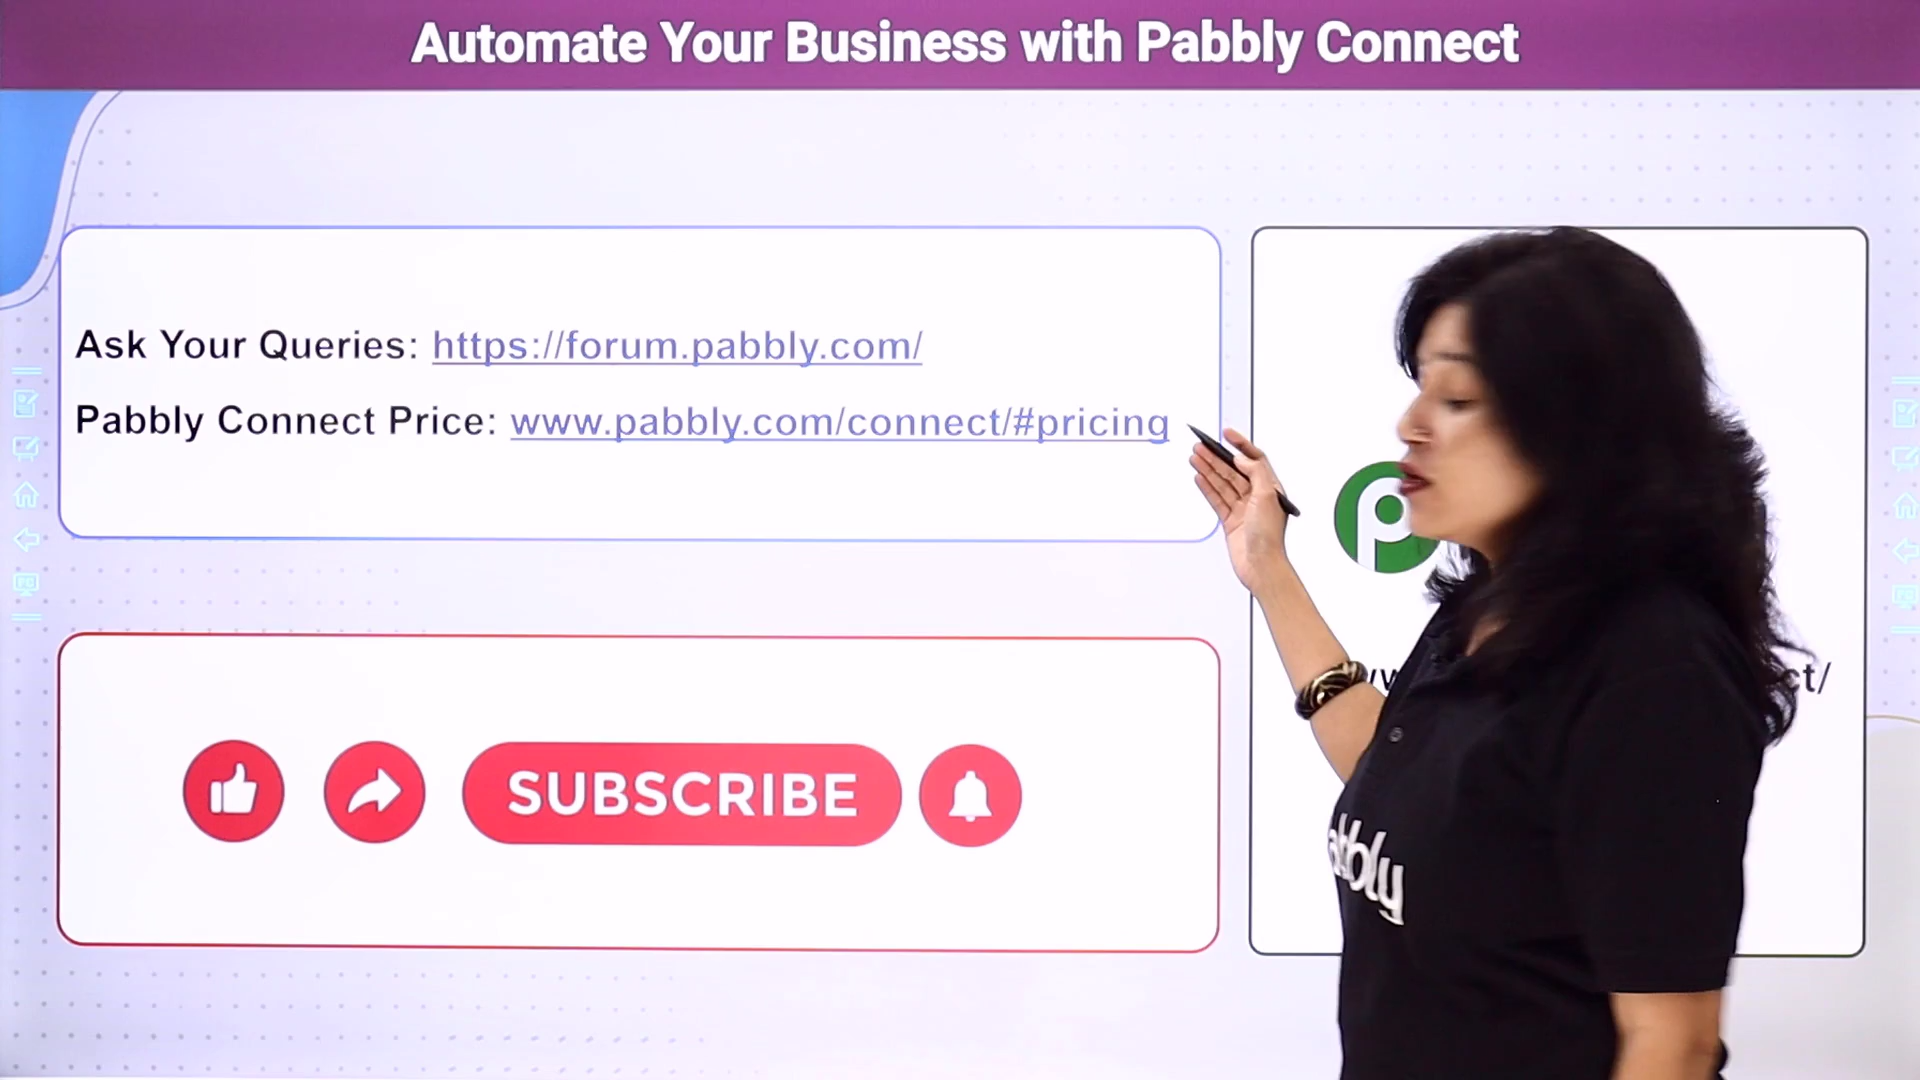 Automate Your Business with Pabbly Connect
Ask Your Queries: https://forum.pabbly.com/
Pabbly Connect Price: www.pabbly.com/connect/#pricing
SUBSCRIBE